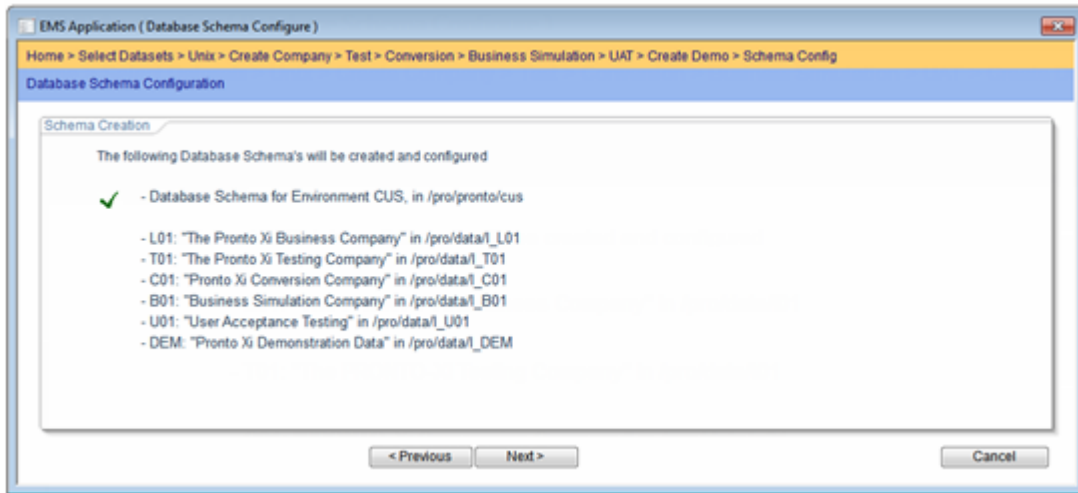 EMS Application ( Database Schema Configure )
Home > Select Datasets > Unix > Create Company > Test > Conversion > Business Simulation > UAT > Create Demo > Schema Config
Database Schema Configuration
Schema Creation
The following Database Schema's will be created and configured
- Database Schema for Environment CUS, in /pro/pronto/cus
- L01: "The Pronto Xi Business Company" in /pro/data/l_L01
- T01: "The Pronto Xi Testing Company" in /pro/data/l_T01
- C01: "Pronto Xi Conversion Company" in /pro/data/l_C01
- B01: "Business Simulation Company" in /pro/data/l_B01
- U01: "User Acceptance Testing" in /pro/data/l_U01
- DEM: "Pronto Xi Demonstration Data" in /pro/data/l_DEM
< Previous Next > Cancel